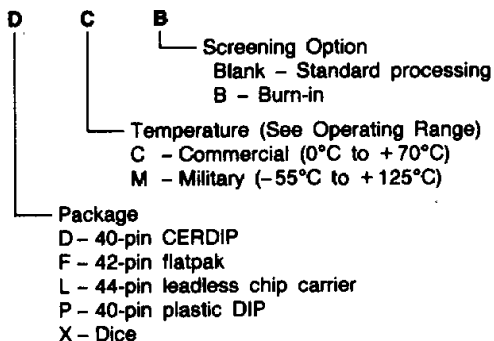 D C B
Screening Option
Blank – Standard processing
B – Burn-in
Temperature (See Operating Range)
C – Commercial (0°C to +70°C)
M – Military (–55°C to +125°C)
Package
D – 40-pin CERDIP
F – 42-pin flatpak
L – 44-pin leadless chip carrier
P – 40-pin plastic DIP
X – Dice